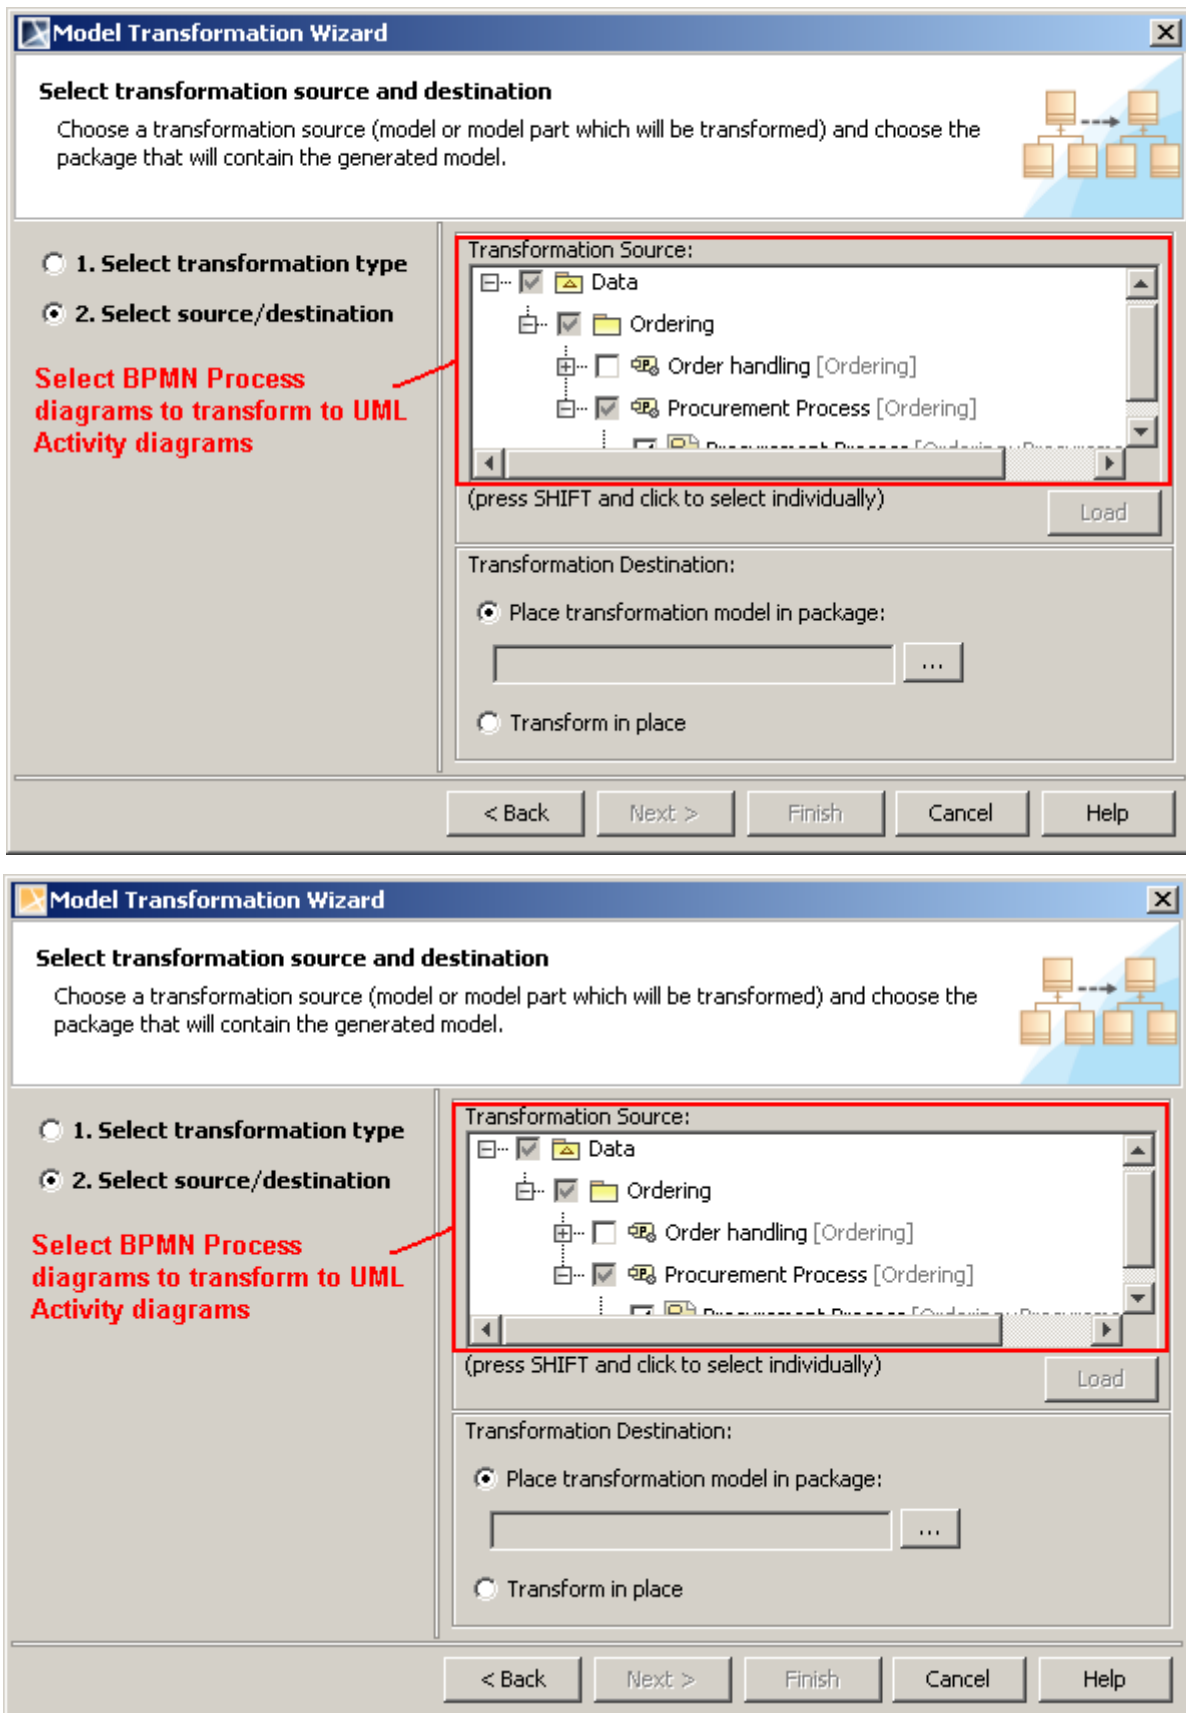 Model Transformation Wizard
Select transformation source and destination
Choose a transformation source (model or model part which will be transformed) and choose the
package that will contain the generated model.
1. Select transformation type
2. Select source/destination
Select BPMN Process
diagrams to transform to UML
Activity diagrams
Transformation Source:
Data
Ordering
Order handling [Ordering]
Procurement Process [Ordering]
Procurement Process [Ordering::Procureme
(press SHIFT and click to select individually)
Load
Transformation Destination:
Place transformation model in package:
...
Transform in place
< Back Next > Finish Cancel Help
Model Transformation Wizard
Select transformation source and destination
Choose a transformation source (model or model part which will be transformed) and choose the
package that will contain the generated model.
1. Select transformation type
2. Select source/destination
Select BPMN Process
diagrams to transform to UML
Activity diagrams
Transformation Source:
Data
Ordering
Order handling [Ordering]
Procurement Process [Ordering]
Procurement Process [Ordering::Procureme
(press SHIFT and click to select individually)
Load
Transformation Destination:
Place transformation model in package:
...
Transform in place
< Back Next > Finish Cancel Help